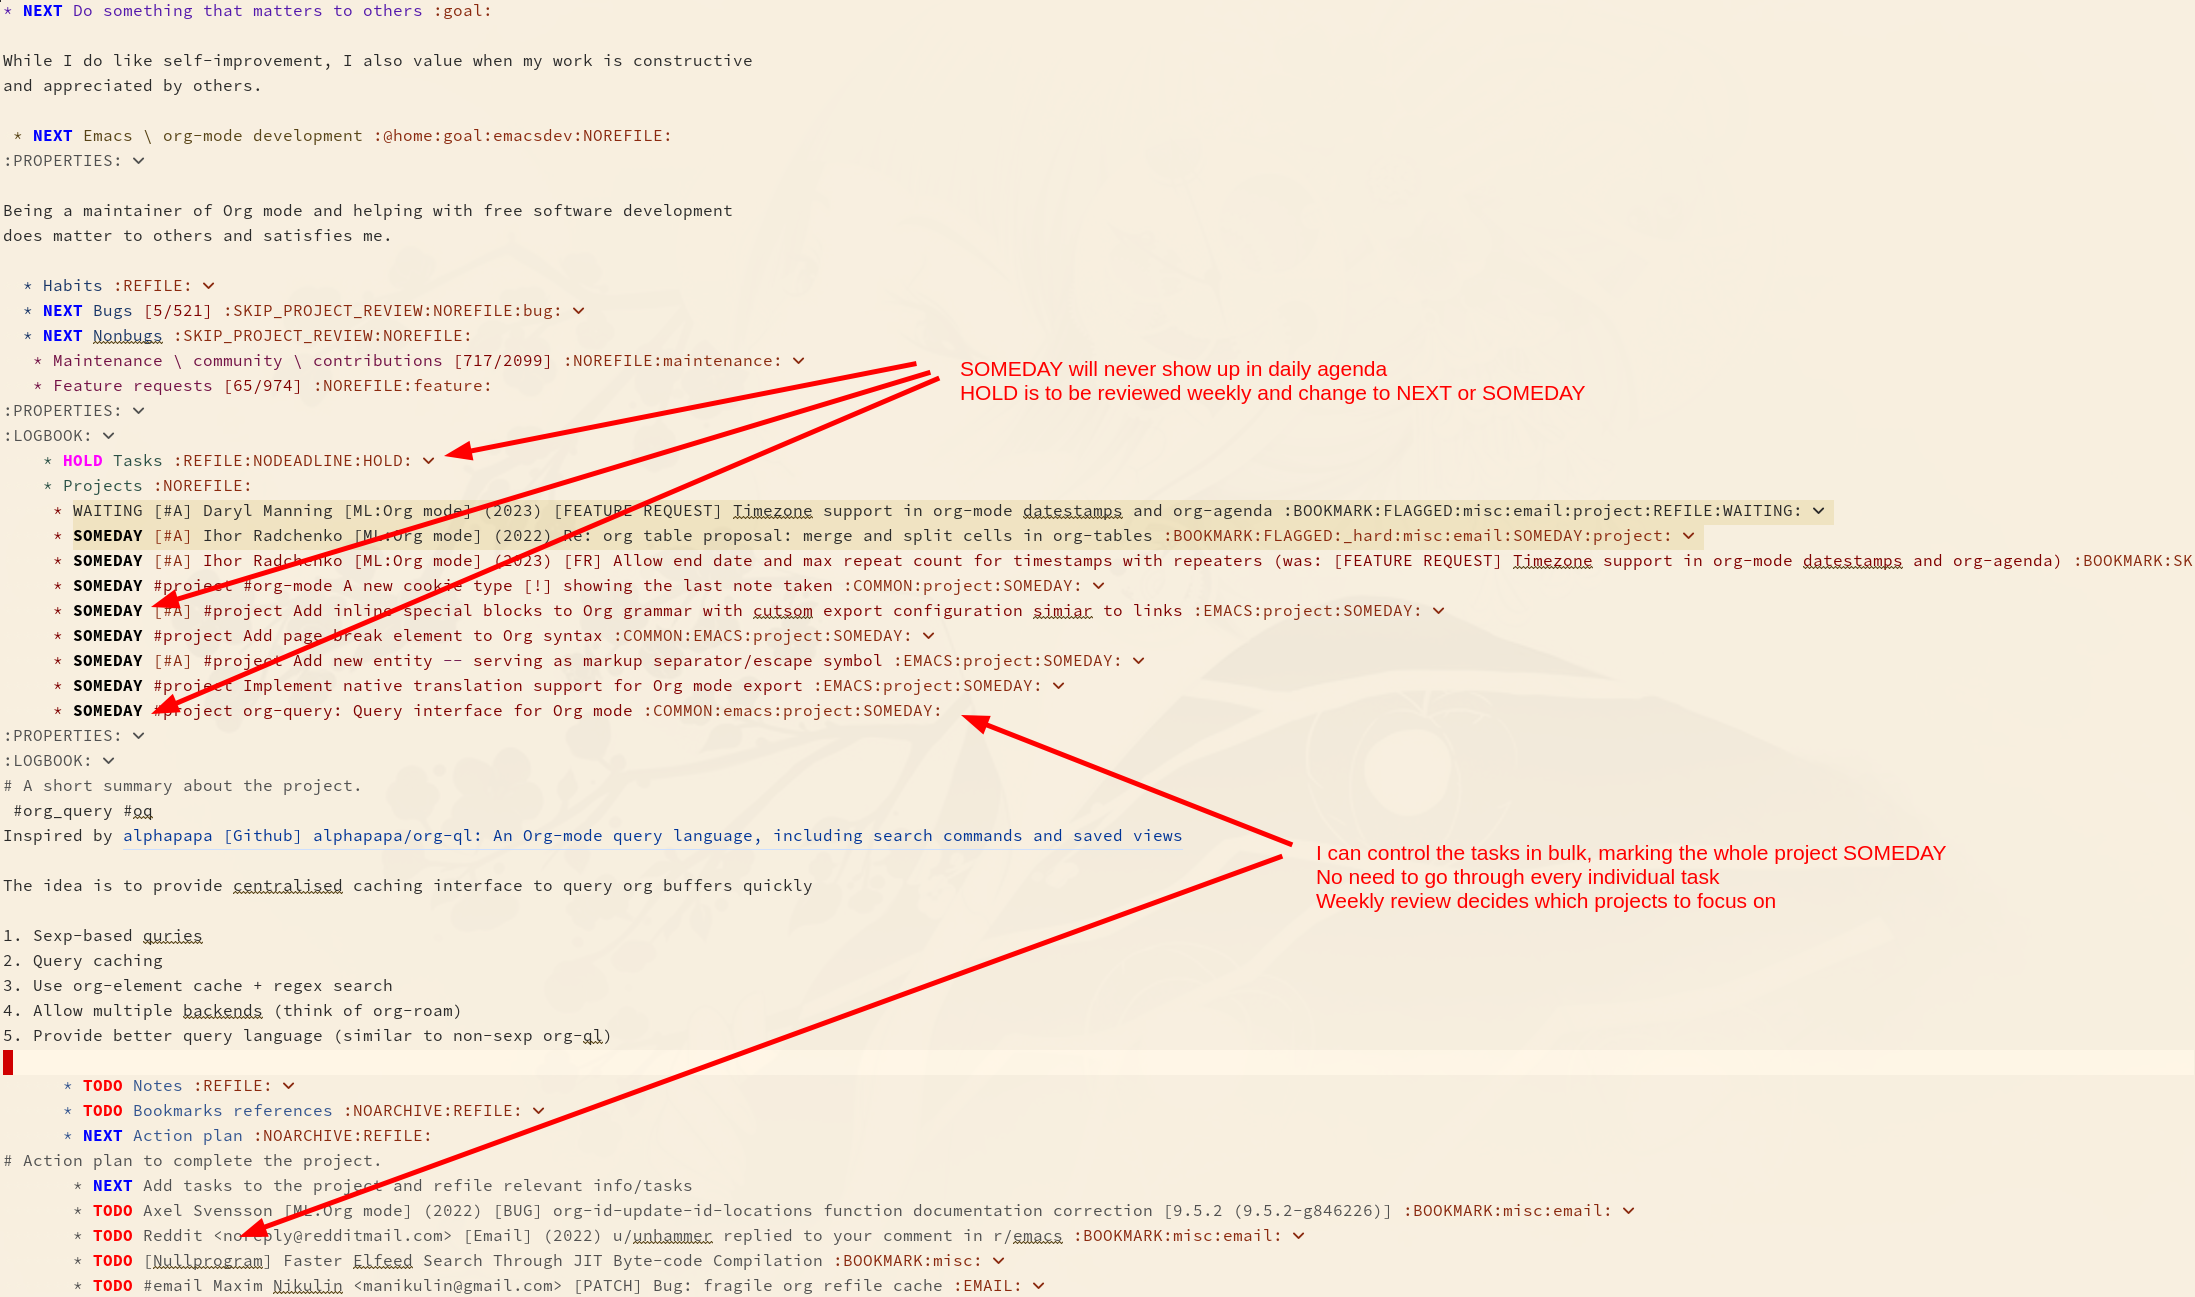 * NEXT Do something that matters to others :goal:
While I do like self-improvement, I also value when my work is constructive
and appreciated by others.
* NEXT Emacs \ org-mode development :@home:goal:emacsdev:NOREFILE:
:PROPERTIES:
Being a maintainer of Org mode and helping with free software development
does matter to others and satisfies me.
* Habits :REFILE:
* NEXT Bugs [5/521] :SKIP_PROJECT_REVIEW:NOREFILE:bug:
* NEXT Nonbugs :SKIP_PROJECT_REVIEW:NOREFILE:
* Maintenance \ community \ contributions [717/2099] :NOREFILE:maintenance:
SOMEDAY will never show up in daily agenda
HOLD is to be reviewed weekly and change to NEXT or SOMEDAY
* Feature requests [65/974] :NOREFILE:feature:
:PROPERTIES:
:LOGBOOK:
* HOLD Tasks :REFILE:NODEADLINE:HOLD:
* Projects :NOREFILE:
* WAITING [#A] Daryl Manning [ML:Org mode] (2023) [FEATURE REQUEST] Timezone support in org-mode datestamps and org-agenda :BOOKMARK:FLAGGED:misc:email:project:REFILE:WAITING:
* SOMEDAY [#A] Ihor Radchenko [ML:Org mode] (2022) Re: org table proposal: merge and split cells in org-tables :BOOKMARK:FLAGGED:_hard:misc:email:SOMEDAY:project:
* SOMEDAY [#A] Ihor Radchenko [ML:Org mode] (2023) [FR] Allow end date and max repeat count for timestamps with repeaters (was: [FEATURE REQUEST] Timezone support in org-mode datestamps and org-agenda) :BOOKMARK:SK
* SOMEDAY #project #org-mode A new cookie type [!] showing the last note taken :COMMON:project:SOMEDAY:
* SOMEDAY [#A] #project Add inline special blocks to Org grammar with cutsom export configuration simiar to links :EMACS:project:SOMEDAY:
* SOMEDAY #project Add page break element to Org syntax :COMMON:EMACS:project:SOMEDAY:
* SOMEDAY [#A] #project Add new entity -- serving as markup separator/escape symbol :EMACS:project:SOMEDAY:
* SOMEDAY #project Implement native translation support for Org mode export :EMACS:project:SOMEDAY:
* SOMEDAY #project org-query: Query interface for Org mode :COMMON:emacs:project:SOMEDAY:
:PROPERTIES:
:LOGBOOK:
# A short summary about the project.
#org_query #oq
Inspired by alphapapa [Github] alphapapa/org-ql: An Org-mode query language, including search commands and saved views
I can control the tasks in bulk, marking the whole project SOMEDAY
No need to go through every individual task
Weekly review decides which projects to focus on
The idea is to provide centralised caching interface to query org buffers quickly
1. Sexp-based quries
2. Query caching
3. Use org-element cache + regex search
4. Allow multiple backends (think of org-roam)
5. Provide better query language (similar to non-sexp org-ql)
* TODO Notes :REFILE:
* TODO Bookmarks references :NOARCHIVE:REFILE:
* NEXT Action plan :NOARCHIVE:REFILE:
# Action plan to complete the project.
* NEXT Add tasks to the project and refile relevant info/tasks
* TODO Axel Svensson [ML:Org mode] (2022) [BUG] org-id-update-id-locations function documentation correction [9.5.2 (9.5.2-g846226)] :BOOKMARK:misc:email:
* TODO Reddit <noreply@redditmail.com> [Email] (2022) u/unhammer replied to your comment in r/emacs :BOOKMARK:misc:email:
* TODO [Nullprogram] Faster Elfeed Search Through JIT Byte-code Compilation :BOOKMARK:misc:
* TODO #email Maxim Nikulin <manikulin@gmail.com> [PATCH] Bug: fragile org refile cache :EMAIL: